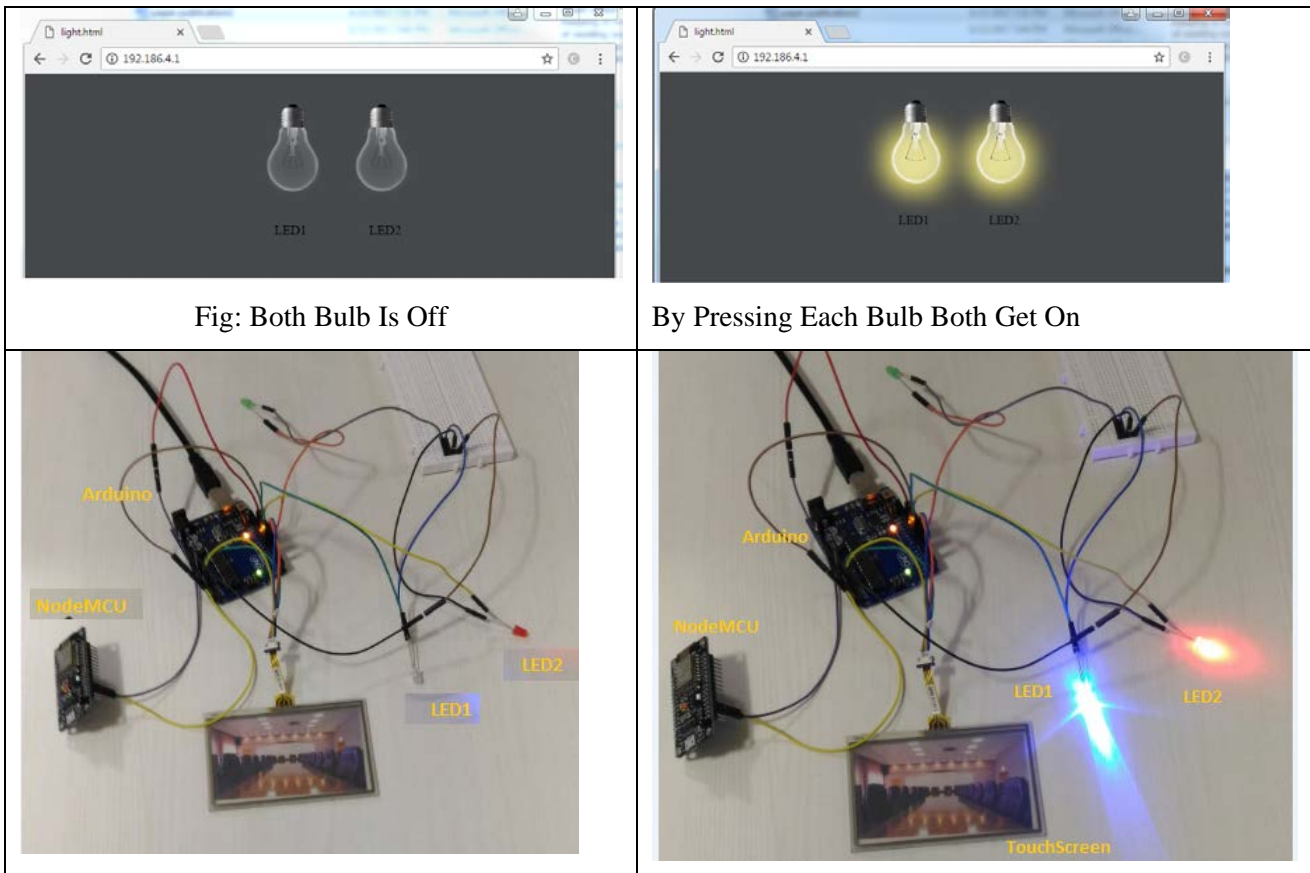 light.html
192.186.4.1
LED1 LED2
Fig: Both Bulb Is Off
light.html
192.186.4.1
LED1 LED2
By Pressing Each Bulb Both Get On
Arduino
NodeMCU
LED2
LED1
Arduino
NodeMCU
LED1
LED2
TouchScreen